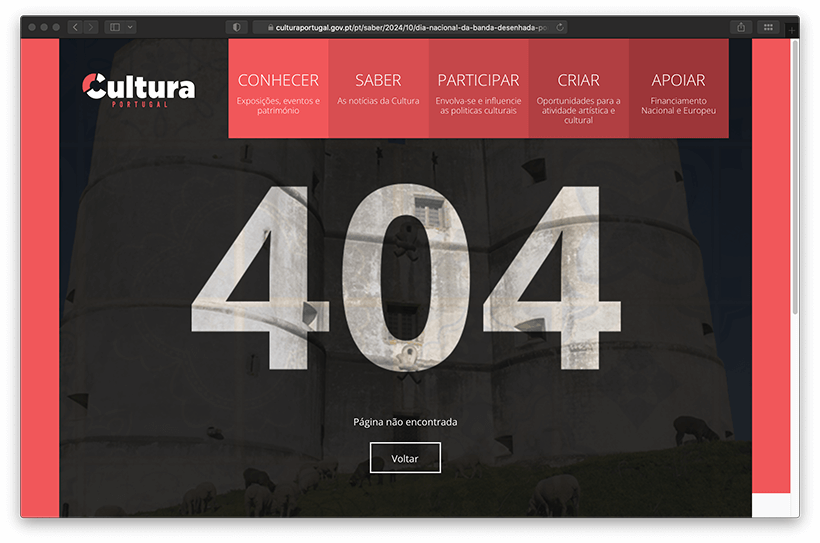 culturaportugal.gov.pt/pt/saber/2024/10/dia-nacional-da-banda-desenhada-po
Cultura
PORTUGAL
CONHECER
Exposições, eventos e
património
SABER
As notícias da Cultura
PARTICIPAR
Envolva-se e influencie
as politicas culturais
CRIAR
Oportunidades para a
atividade artística e
cultural
APOIAR
Financiamento
Nacional e Europeu
404
Página não encontrada
Voltar